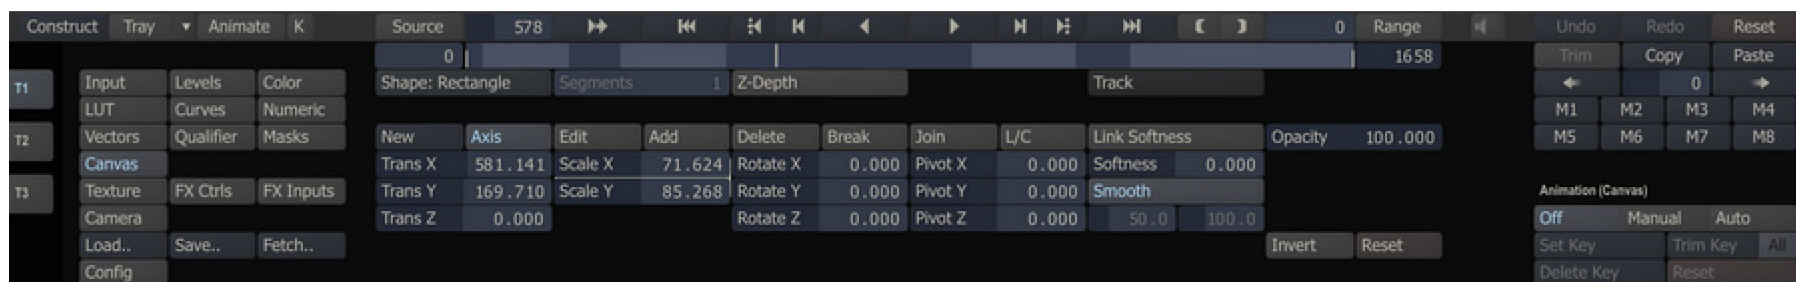 Construct Tray ▼ Animate K Source 578 0 Range Undo Redo Reset
0 1658 Trim Copy Paste
T1 Input Levels Color Shape: Rectangle Segments 1 Z-Depth Track 0
LUT Curves Numeric M1 M2 M3 M4
T2 Vectors Qualifier Masks New Axis Edit Add Delete Break Join L/C Link Softness Opacity 100.000 M5 M6 M7 M8
Canvas Trans X 581.141 Scale X 71.624 Rotate X 0.000 Pivot X 0.000 Softness 0.000
T3 Texture FX Ctrls FX Inputs Trans Y 169.710 Scale Y 85.268 Rotate Y 0.000 Pivot Y 0.000 Smooth Animation (Canvas)
Camera Trans Z 0.000 Rotate Z 0.000 Pivot Z 0.000 50.0 100.0 Off Manual Auto
Load.. Save.. Fetch.. Invert Reset Set Key Trim Key All
Config Delete Key Reset